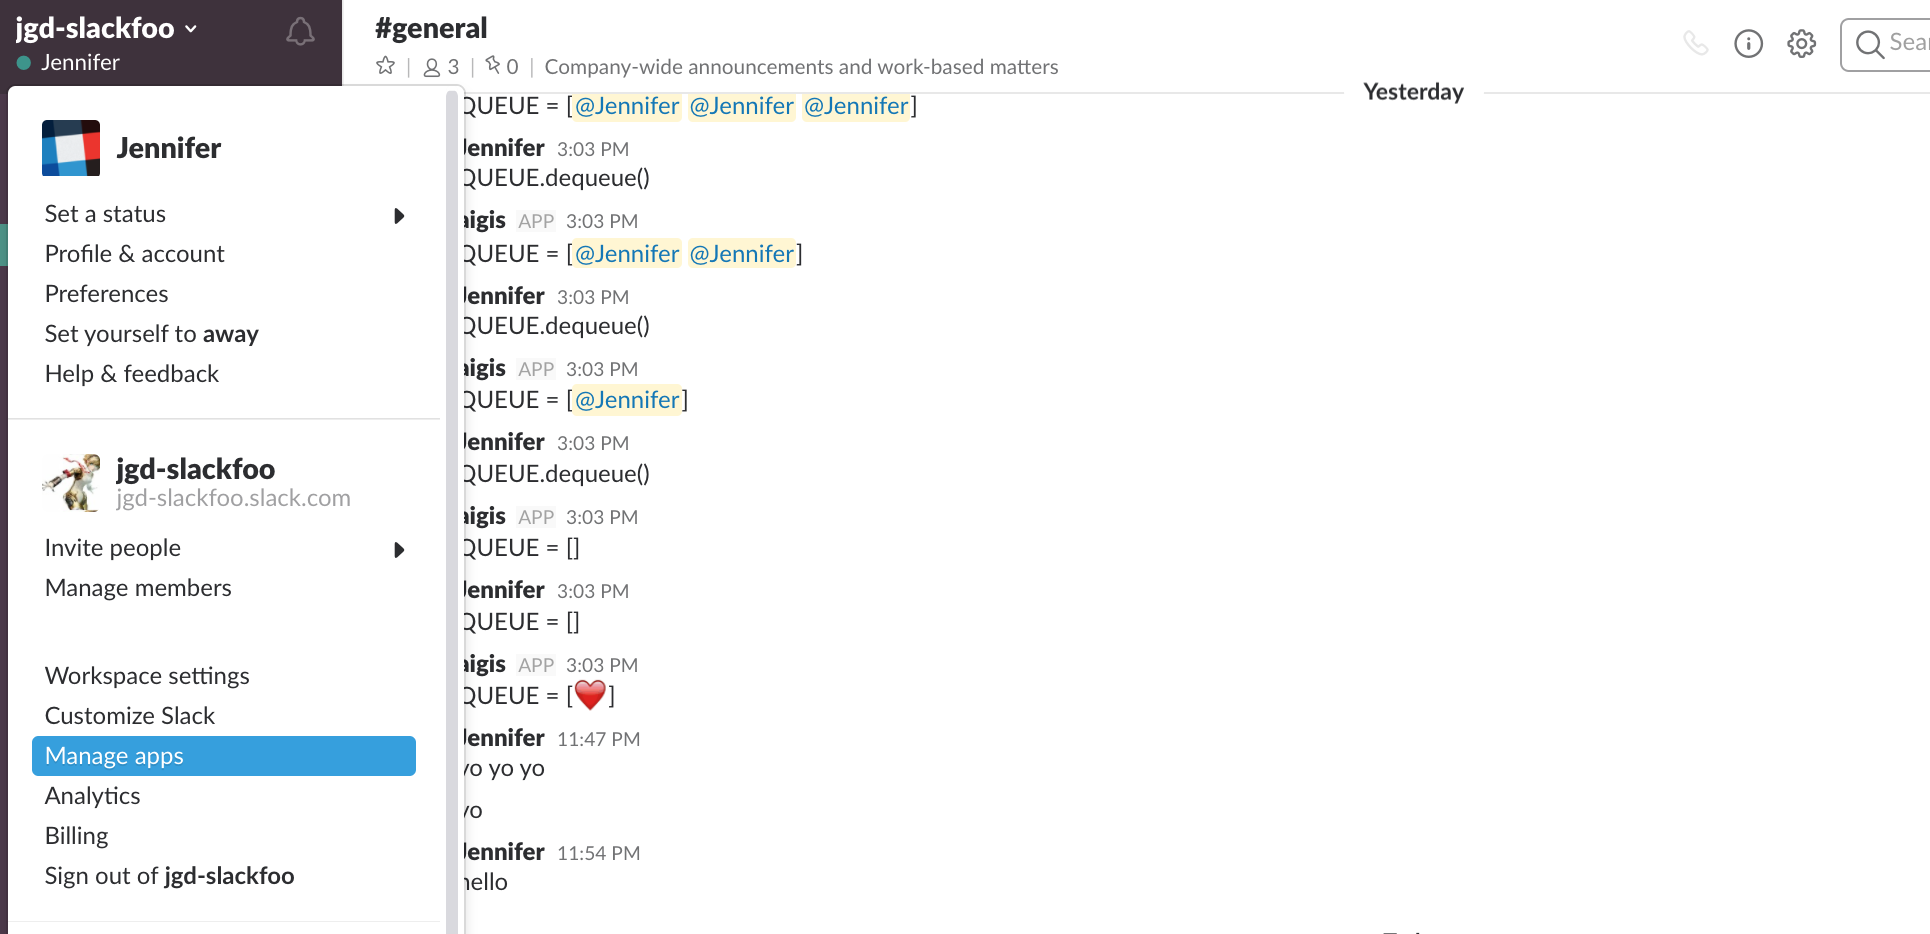 jgd-slackfoo
Jennifer
#general
3 | 0 | Company-wide announcements and work-based matters
Sear
Yesterday
Jennifer
Set a status
Profile & account
Preferences
Set yourself to away
Help & feedback
jgd-slackfoo
jgd-slackfoo.slack.com
Invite people
Manage members
Workspace settings
Customize Slack
Manage apps
Analytics
Billing
Sign out of jgd-slackfoo
QUEUE = [@Jennifer @Jennifer @Jennifer]
Jennifer 3:03 PM
QUEUE.dequeue()
aigis APP 3:03 PM
QUEUE = [@Jennifer @Jennifer]
Jennifer 3:03 PM
QUEUE.dequeue()
aigis APP 3:03 PM
QUEUE = [@Jennifer]
Jennifer 3:03 PM
QUEUE.dequeue()
aigis APP 3:03 PM
QUEUE = []
Jennifer 3:03 PM
QUEUE = []
aigis APP 3:03 PM
QUEUE = [❤️]
Jennifer 11:47 PM
yo yo yo
yo
Jennifer 11:54 PM
hello